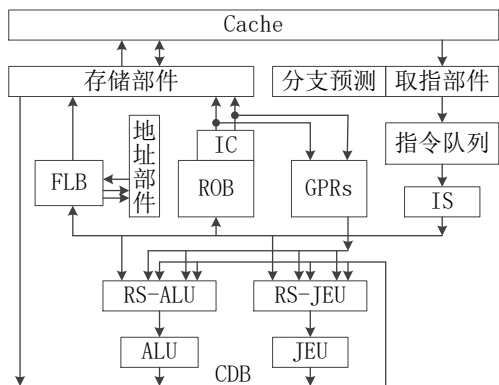 Cache
存储部件
分支预测
取指部件
地址部件
IC
指令队列
FLB
ROB
GPRs
IS
RS-ALU
RS-JEU
ALU
JEU
CDB